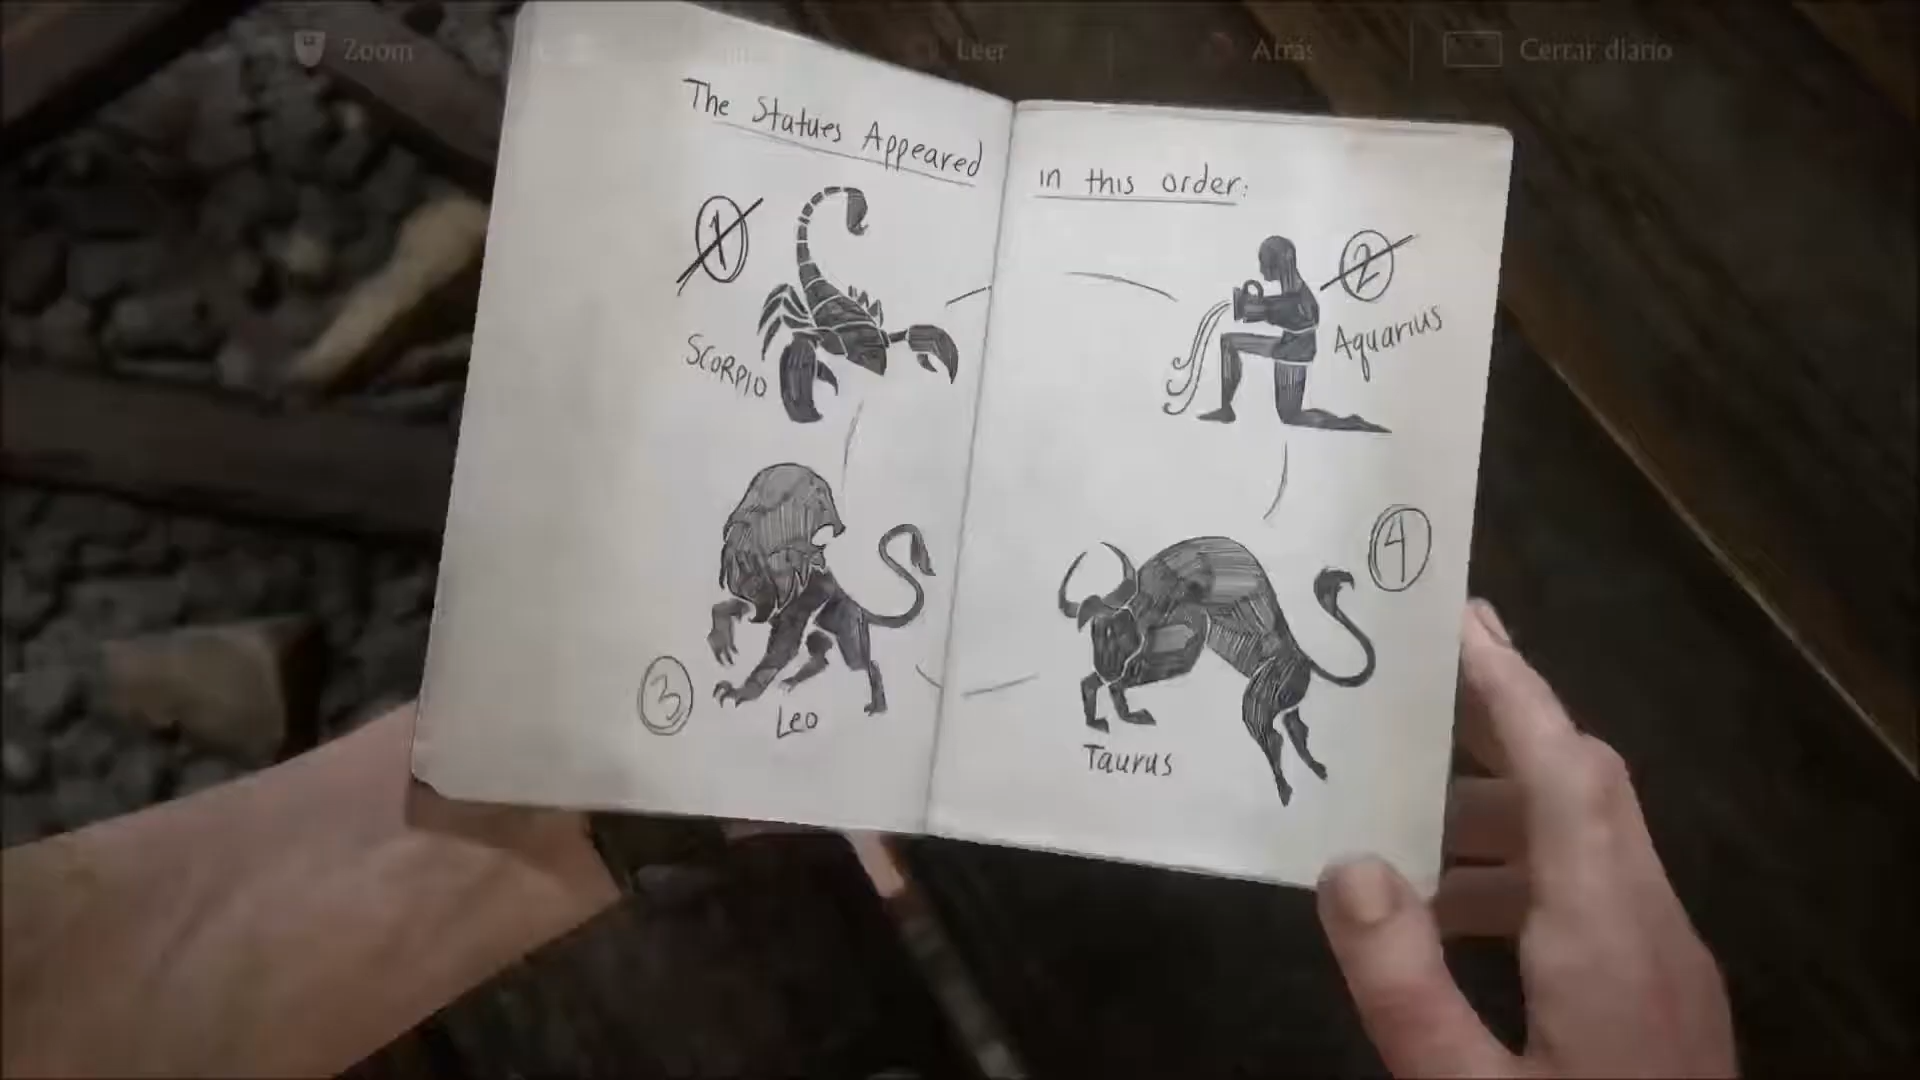 Zoom
Leer
Atrás
Cerrar diario
The Statues Appeared
in this order:
1
2
Scorpio
Aquarius
3
4
Leo
Taurus